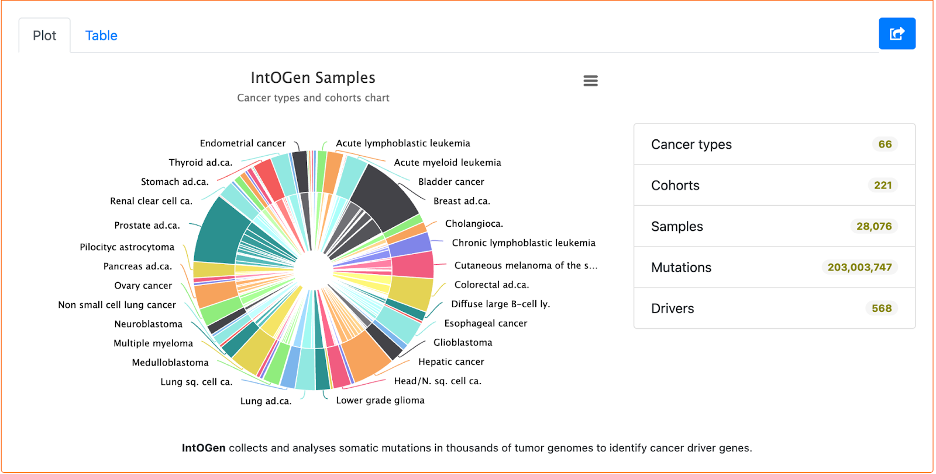 Plot
Table
IntOGen Samples
Cancer types and cohorts chart
Endometrial cancer
Acute lymphoblastic leukemia
Thyroid ad.ca.
Acute myeloid leukemia
Stomach ad.ca.
Bladder cancer
Renal clear cell ca.
Breast ad.ca.
Prostate ad.ca.
Cholangioca.
Pilocityc astrocytoma
Chronic lymphoblastic leukemia
Pancreas ad.ca.
Cutaneous melanoma of the s...
Ovary cancer
Colorectal ad.ca.
Non small cell lung cancer
Diffuse large B-cell ly.
Neuroblastoma
Esophageal cancer
Multiple myeloma
Glioblastoma
Medulloblastoma
Hepatic cancer
Lung sq. cell ca.
Head/N. sq. cell ca.
Lung ad.ca.
Lower grade glioma
Cancer types 66
Cohorts 221
Samples 28,076
Mutations 203,003,747
Drivers 568
IntOGen collects and analyses somatic mutations in thousands of tumor genomes to identify cancer driver genes.